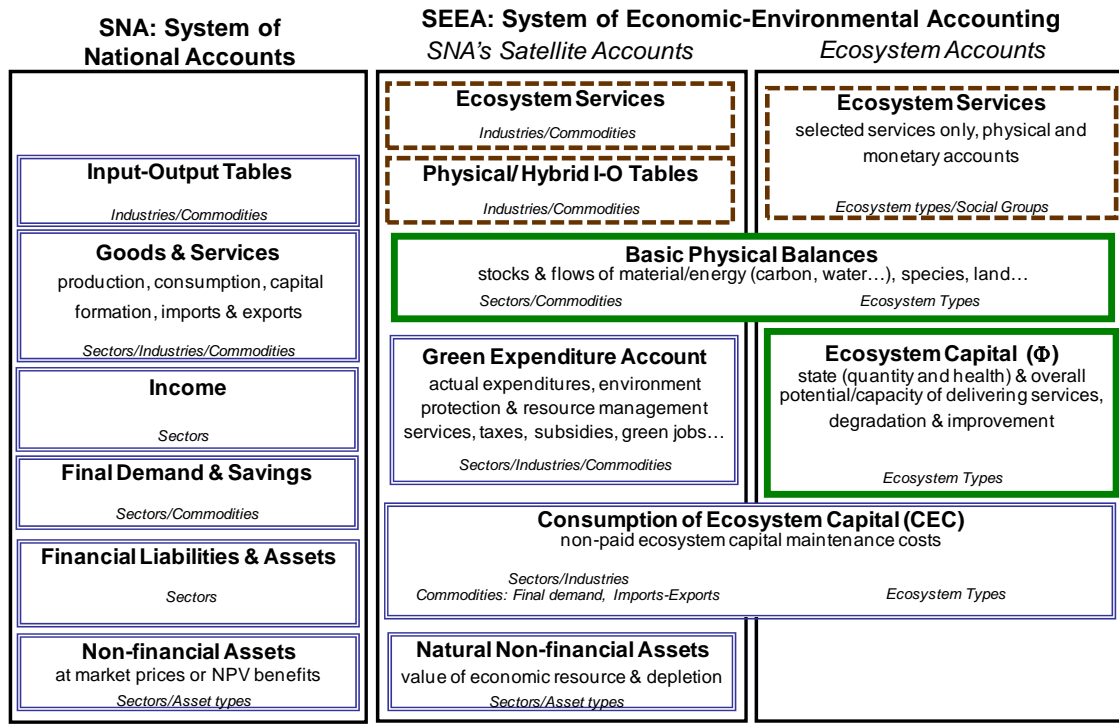 SNA: System of
National Accounts
SEEA: System of Economic-Environmental Accounting
SNA's Satellite Accounts
Ecosystem Accounts
Input-Output Tables
Industries/Commodities
Goods & Services
production, consumption, capital
formation, imports & exports
Sectors/Industries/Commodities
Income
Sectors
Final Demand & Savings
Sectors/Commodities
Financial Liabilities & Assets
Sectors
Non-financial Assets
at market prices or NPV benefits
Sectors/Asset types
Ecosystem Services
Industries/Commodities
Physical/Hybrid I-O Tables
Industries/Commodities
Ecosystem Services
selected services only, physical and
monetary accounts
Ecosystem types/Social Groups
Basic Physical Balances
stocks & flows of material/energy (carbon, water…), species, land…
Sectors/Commodities
Ecosystem Types
Green Expenditure Account
actual expenditures, environment
protection & resource management
services, taxes, subsidies, green jobs…
Sectors/Industries/Commodities
Ecosystem Capital (Φ)
state (quantity and health) & overall
potential/capacity of delivering services,
degradation & improvement
Ecosystem Types
Consumption of Ecosystem Capital (CEC)
non-paid ecosystem capital maintenance costs
Sectors/Industries
Commodities: Final demand, Imports-Exports
Ecosystem Types
Natural Non-financial Assets
value of economic resource & depletion
Sectors/Asset types